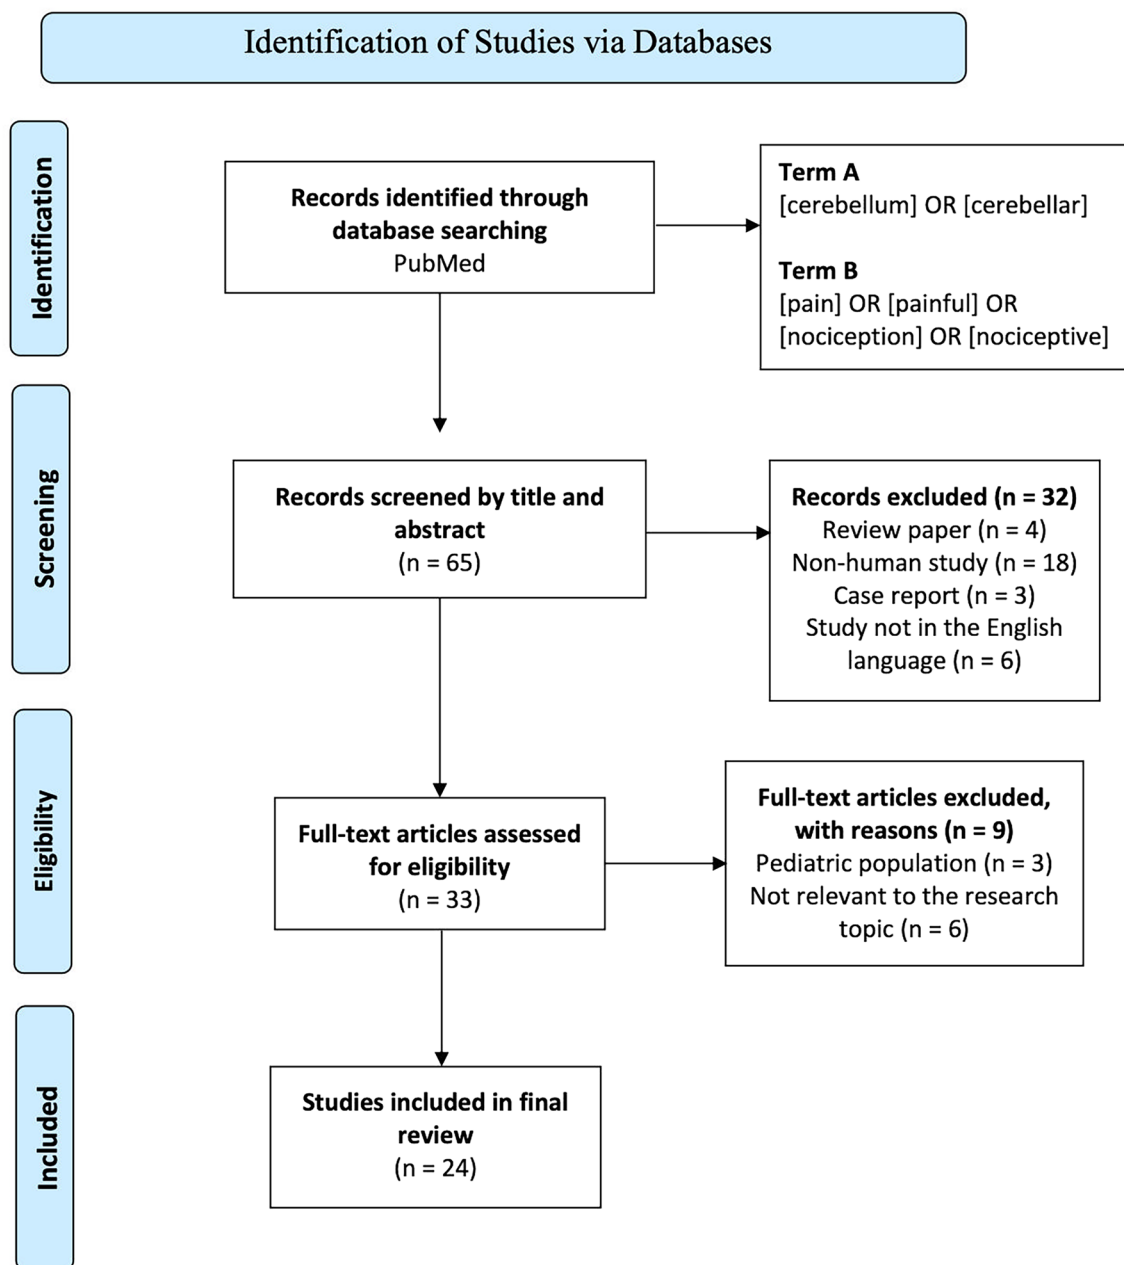 Identification of Studies via Databases
Identification
Records identified through
database searching
PubMed
Term A
[cerebellum] OR [cerebellar]
Term B
[pain] OR [painful] OR
[nociception] OR [nociceptive]
Screening
Records screened by title and
abstract
(n = 65)
Records excluded (n = 32)
Review paper (n = 4)
Non-human study (n = 18)
Case report (n = 3)
Study not in the English
language (n = 6)
Eligibility
Full-text articles assessed
for eligibility
(n = 33)
Full-text articles excluded,
with reasons (n = 9)
Pediatric population (n = 3)
Not relevant to the research
topic (n = 6)
Included
Studies included in final
review
(n = 24)